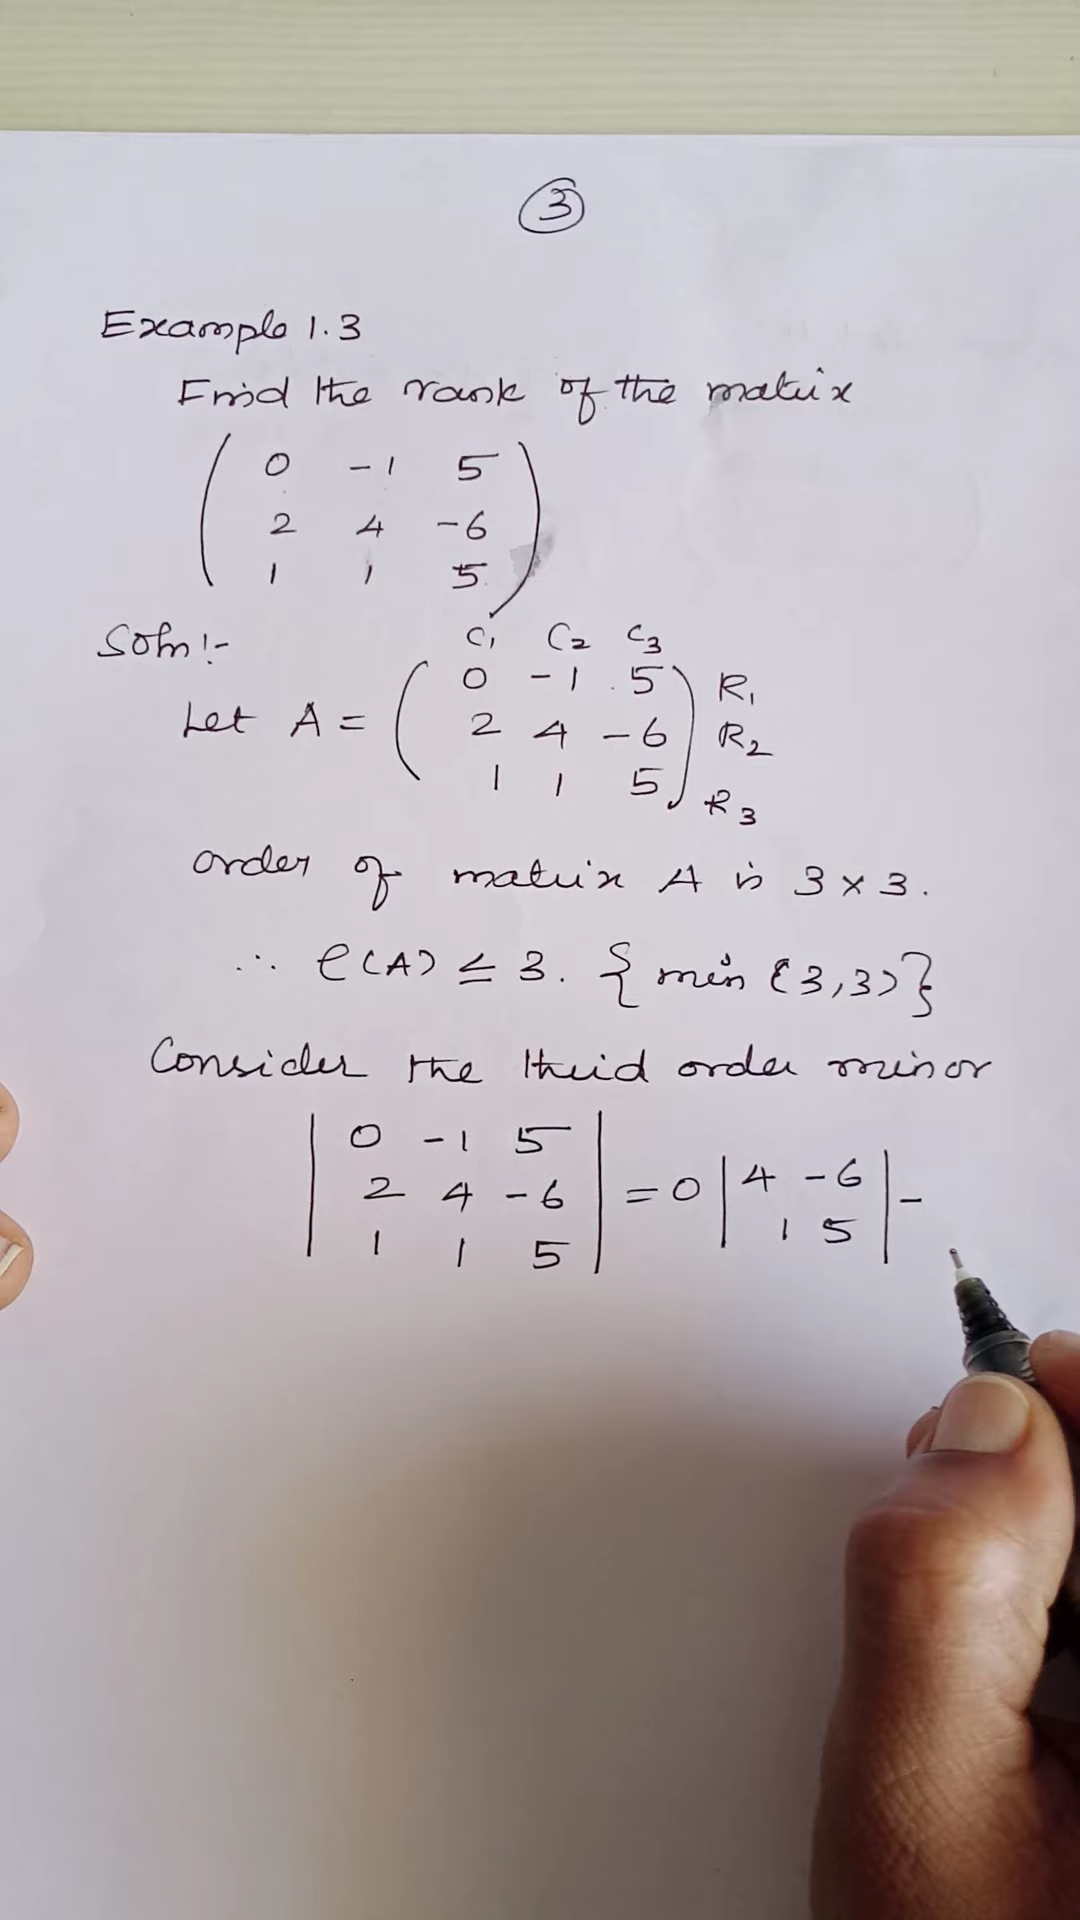 3
Example 1.3
Find the rank of the matrix
0 -1 5
2 4 -6
1 1 5
Soln:-
C1 C2 C3
0 -1 5 R1
Let A = 2 4 -6 R2
1 1 5 R3
order of matrix A is 3 × 3.
∴ ρ(A) ≤ 3. {min (3,3)}
Consider the third order minor
| 0 -1 5 |
| 2 4 -6 | = 0 | 4 -6 | -
| 1 1 5 | | 1 5 |